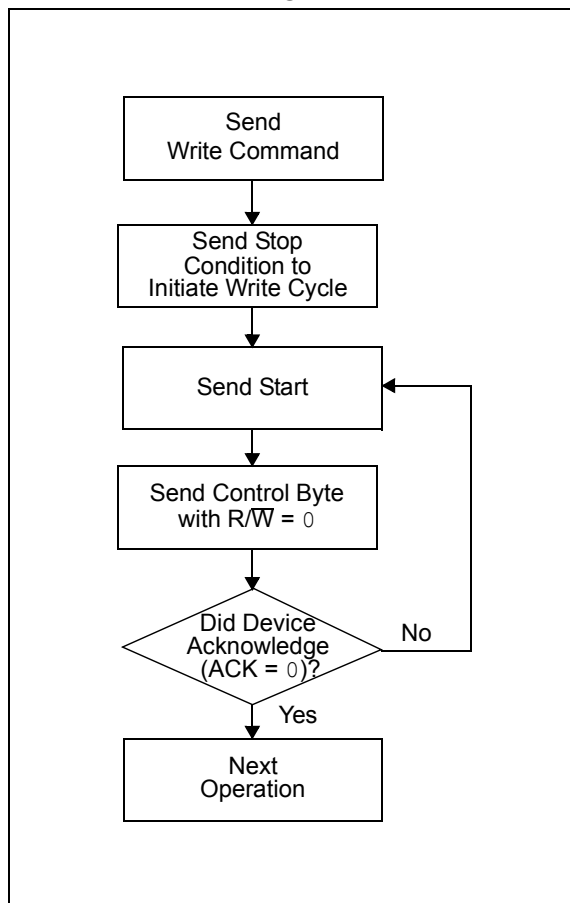 Send
Write Command
Send Stop
Condition to
Initiate Write Cycle
Send Start
Send Control Byte
with R/W̅ = 0
Did Device
Acknowledge
(ACK = 0)?
No
Yes
Next
Operation